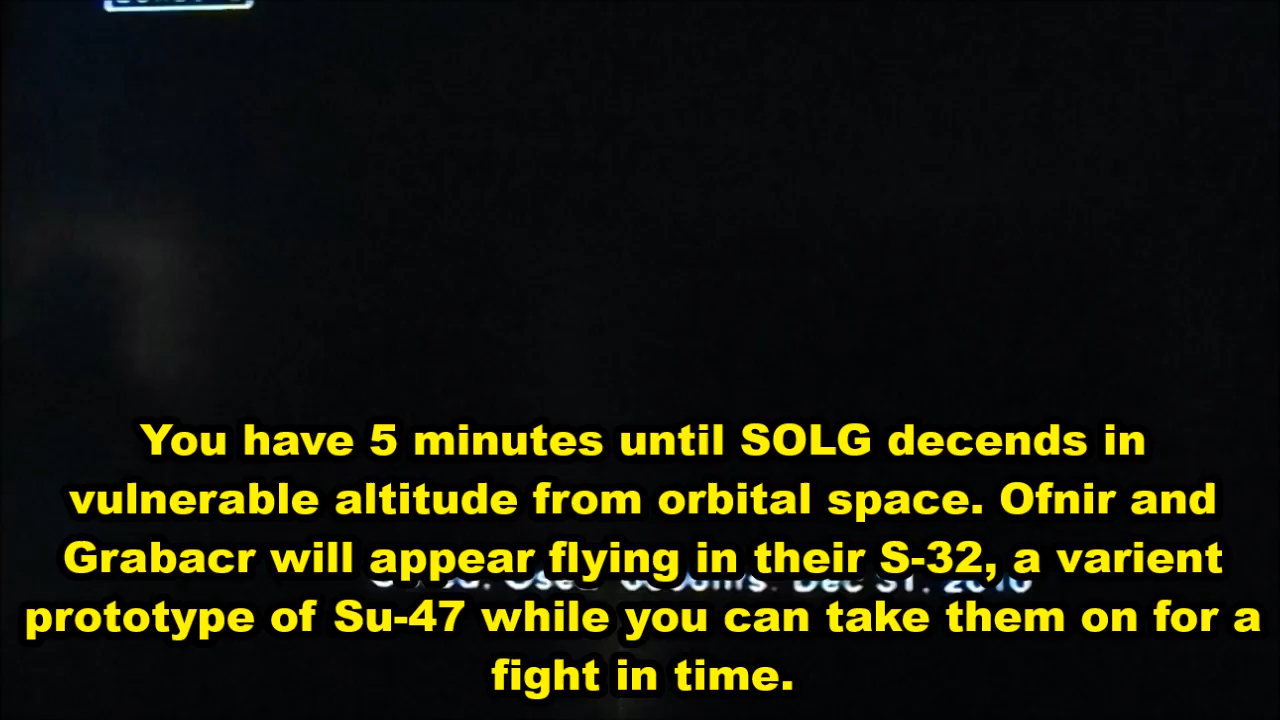 You have 5 minutes until SOLG decends in
vulnerable altitude from orbital space. Ofnir and
Grabacr will appear flying in their S-32, a varient
prototype of Su-47 while you can take them on for a
fight in time.